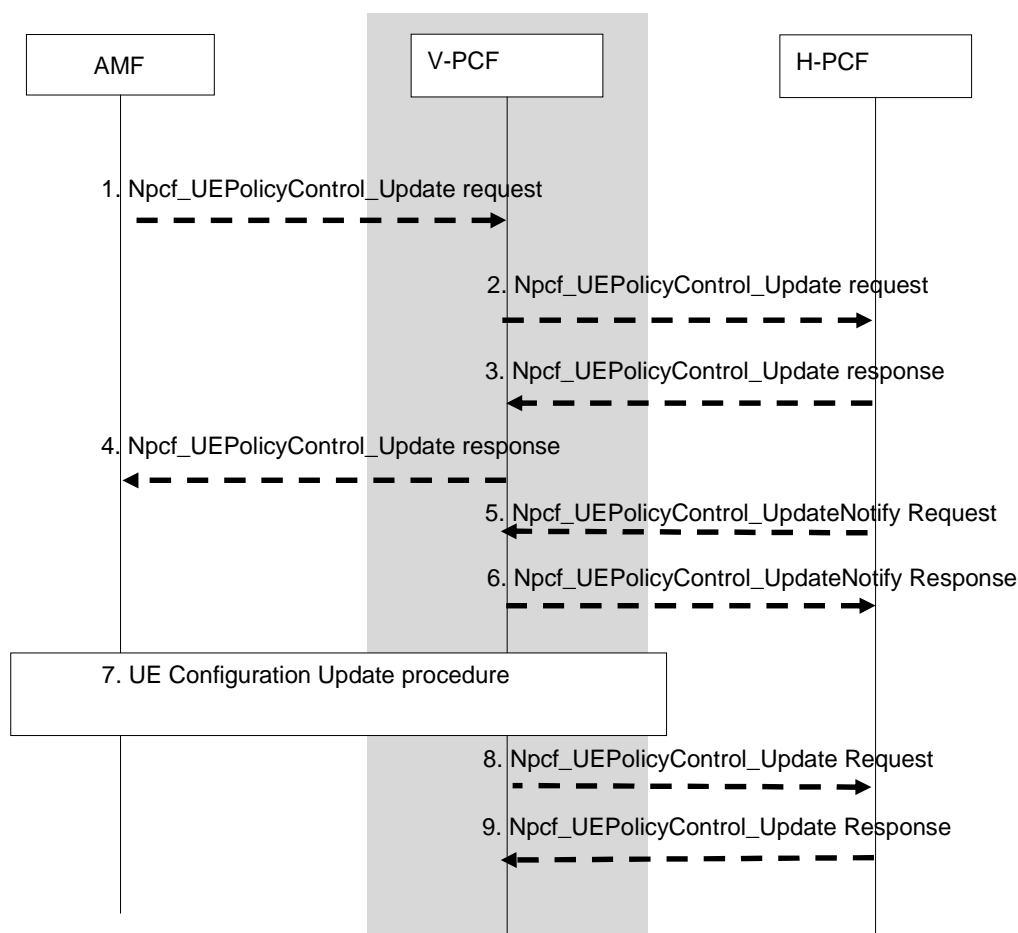 AMF
V-PCF
H-PCF
1. Npcf_UEPolicyControl_Update request
2. Npcf_UEPolicyControl_Update request
3. Npcf_UEPolicyControl_Update response
4. Npcf_UEPolicyControl_Update response
5. Npcf_UEPolicyControl_UpdateNotify Request
6. Npcf_UEPolicyControl_UpdateNotify Response
7. UE Configuration Update procedure
8. Npcf_UEPolicyControl_Update Request
9. Npcf_UEPolicyControl_Update Response